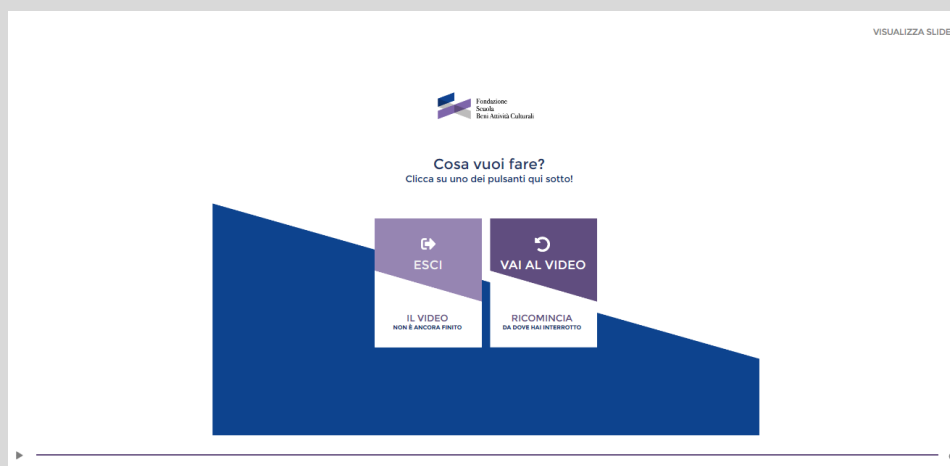 VISUALIZZA SLIDE
Fondazione
Scuola
Beni Attività Culturali
Cosa vuoi fare?
Clicca su uno dei pulsanti qui sotto!
ESCI
VAI AL VIDEO
IL VIDEO
NON È ANCORA FINITO
RICOMINCIA
DA DOVE HAI INTERROTTO